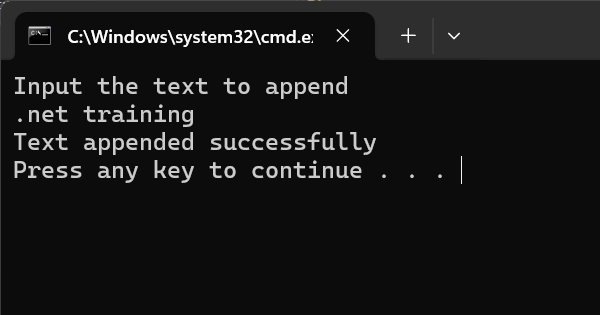 C:\Windows\system32\cmd.e
Input the text to append
.net training
Text appended successfully
Press any key to continue . . .